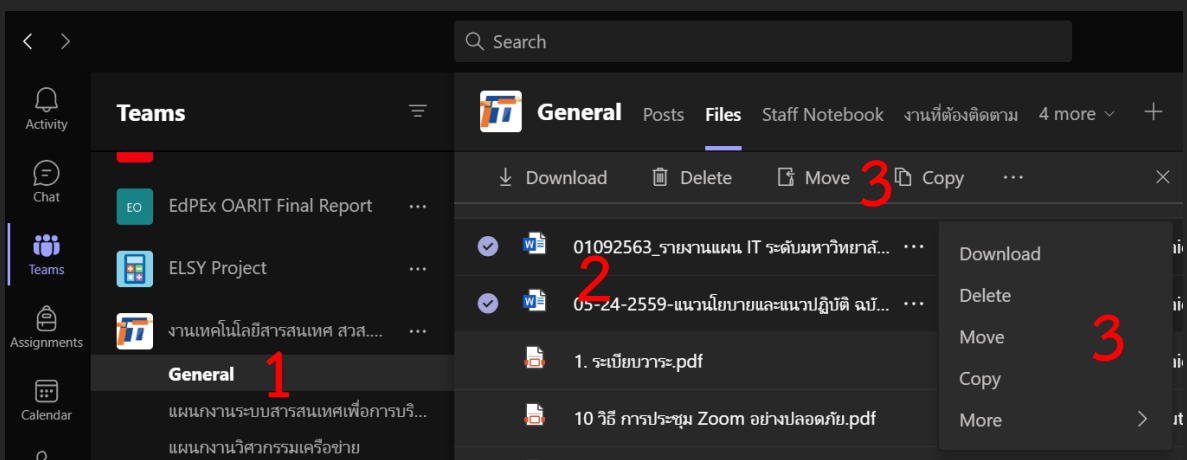 Search
Activity
Chat
Teams
Assignments
Calendar
Teams
EO EdPEx OARIT Final Report ...
ELSY Project ...
งานเทคโนโลยีสารสนเทศ สวส.... ...
General 1
แผนกงานระบบสารสนเทศเพื่อการบริ...
แผนกงานวิศวกรรมเครือข่าย
General Posts Files Staff Notebook งานที่ต้องติดตาม 4 more
Download Delete Move 3 Copy ...
01092563_รายงานแผน IT ระดับมหาวิทยาลั... ...
2
05-24-2559-แนวนโยบายและแนวปฏิบัติ ฉบั... ...
1. ระเบียบวาระ.pdf
10 วิธี การประชุม Zoom อย่างปลอดภัย.pdf
Download
Delete
Move 3
Copy
More